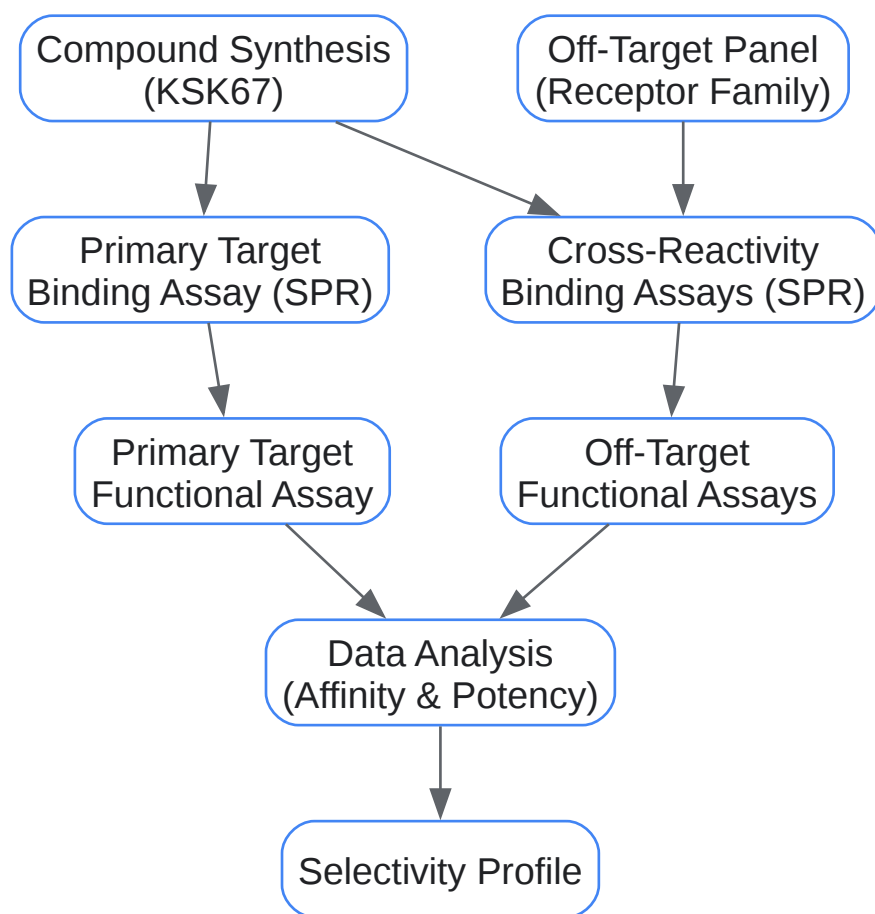 Compound Synthesis
(KSK67)
Off-Target Panel
(Receptor Family)
Primary Target
Binding Assay (SPR)
Cross-Reactivity
Binding Assays (SPR)
Primary Target
Functional Assay
Off-Target
Functional Assays
Data Analysis
(Affinity & Potency)
Selectivity Profile